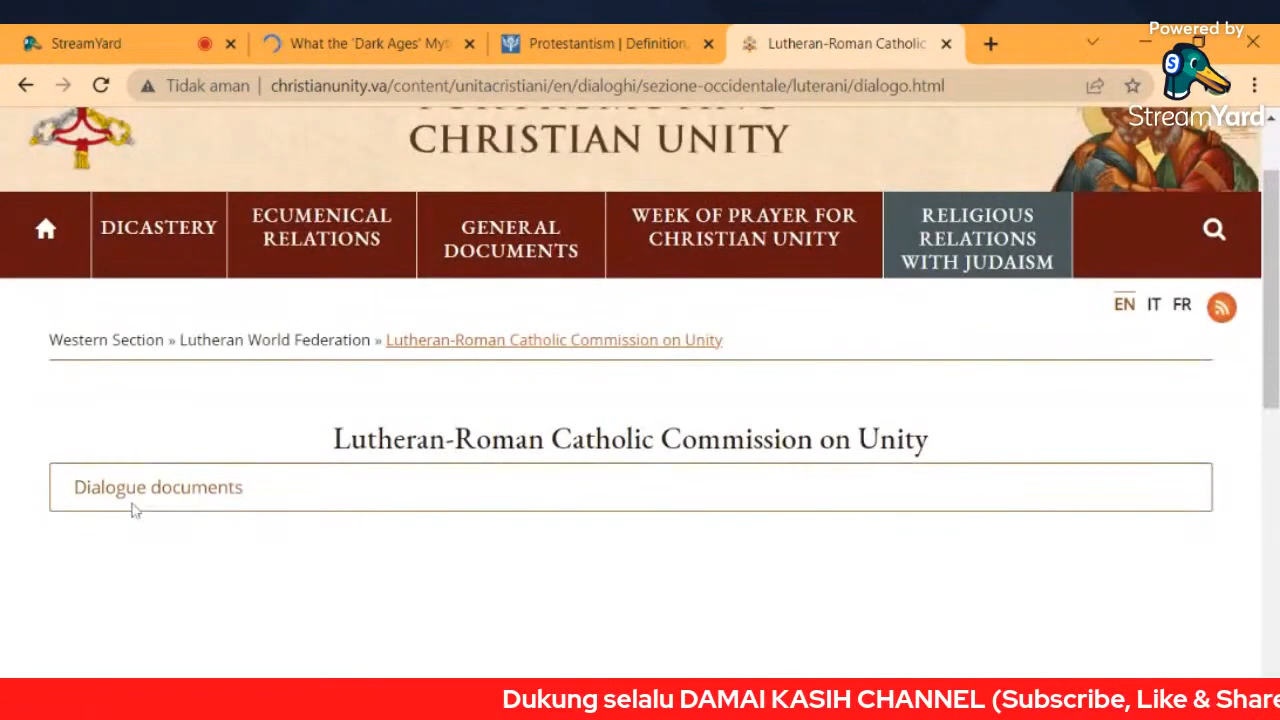 Powered by
StreamYard
StreamYard
What the 'Dark Ages' My
Protestantism | Definition,
Lutheran-Roman Catholic
Tidak aman
christianunity.va/content/unitacristiani/en/dialoghi/sezione-occidentale/luterani/dialogo.html
CHRISTIAN UNITY
DICASTERY
ECUMENICAL
RELATIONS
GENERAL
DOCUMENTS
WEEK OF PRAYER FOR
CHRISTIAN UNITY
RELIGIOUS
RELATIONS
WITH JUDAISM
EN IT FR
Western Section » Lutheran World Federation » Lutheran-Roman Catholic Commission on Unity
Lutheran-Roman Catholic Commission on Unity
Dialogue documents
Dukung selalu DAMAI KASIH CHANNEL (Subscribe, Like & Share